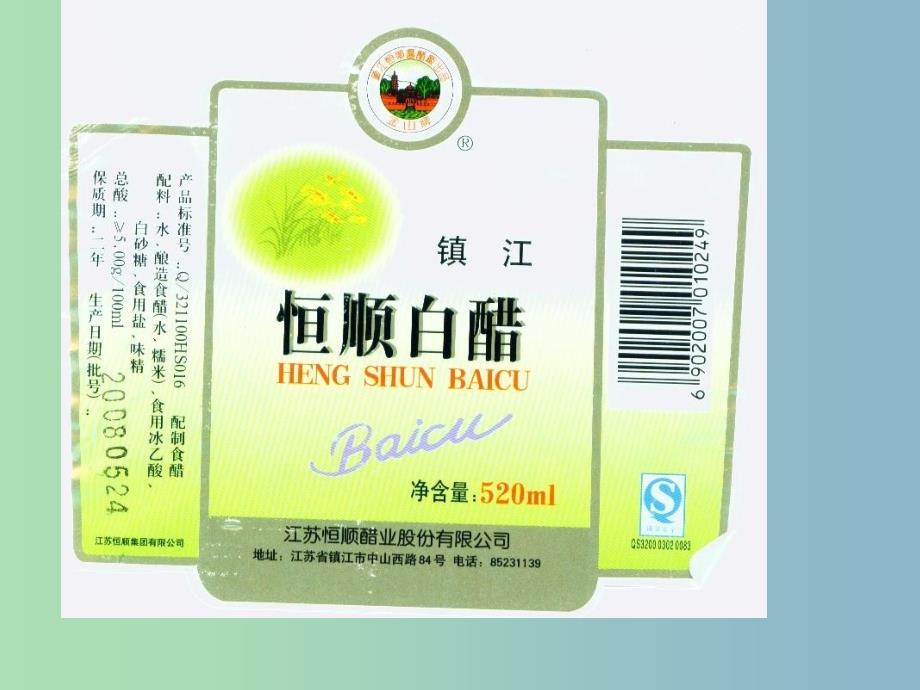 产品标准号:Q/321100HS016 配制食醋
配料:水、酿造食醋(水、糯米)、食用冰乙酸、
白砂糖、食用盐、味精
总酸:≥5.00g/100ml
保质期:二年 生产日期(批号):
20080524
江苏恒顺集团有限公司
金山牌
®
镇江
恒顺白醋
HENG SHUN BAICU
Baicu
净含量:520ml
江苏恒顺醋业股份有限公司
地址:江苏省镇江市中山西路84号 电话:85231139
6 902007 010249
QS3200 0302 0083